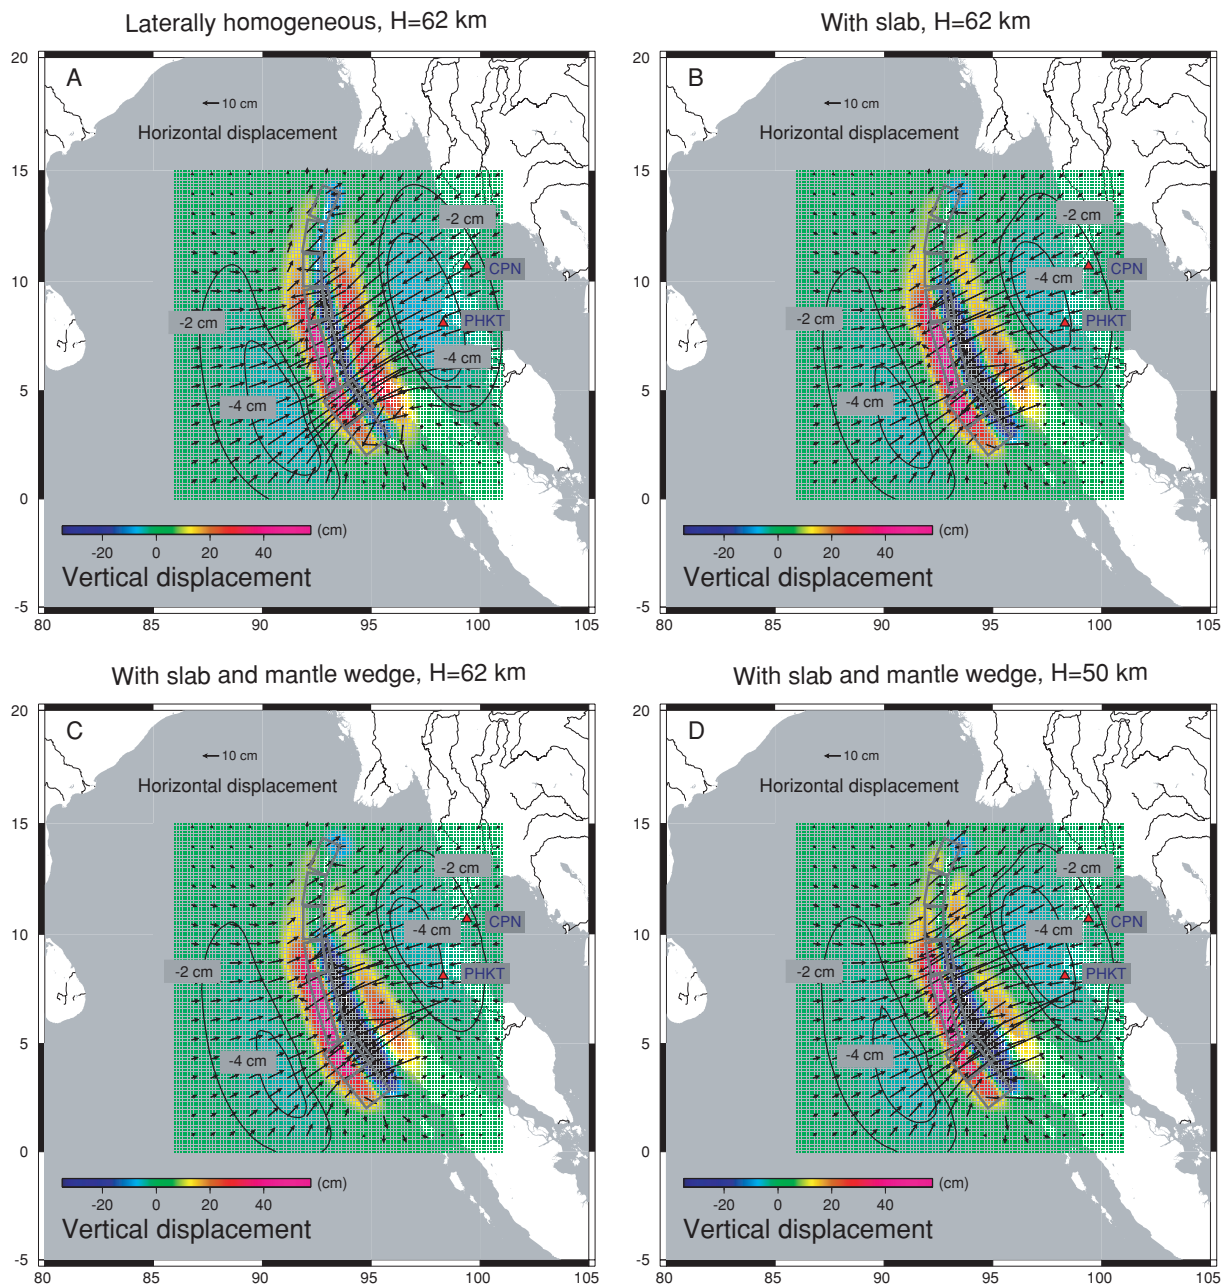 Laterally homogeneous, H=62 km
20
A
10 cm
Horizontal displacement
15
-2 cm
CPN
10
-2 cm
PHKT
-4 cm
5
-4 cm
0
(cm)
-20 0 20 40
Vertical displacement
-5
80 85 90 95 100 105
With slab, H=62 km
20
B
10 cm
Horizontal displacement
15
-2 cm
CPN
-4 cm
10
-2 cm
PHKT
5
-4 cm
0
(cm)
-20 0 20 40
Vertical displacement
-5
80 85 90 95 100 105
With slab and mantle wedge, H=62 km
20
C
10 cm
Horizontal displacement
15
-2 cm
CPN
-4 cm
10
-2 cm
PHKT
5
-4 cm
0
(cm)
-20 0 20 40
Vertical displacement
-5
80 85 90 95 100 105
With slab and mantle wedge, H=50 km
20
D
10 cm
Horizontal displacement
15
-2 cm
CPN
-4 cm
10
-2 cm
PHKT
5
-4 cm
0
(cm)
-20 0 20 40
Vertical displacement
-5
80 85 90 95 100 105